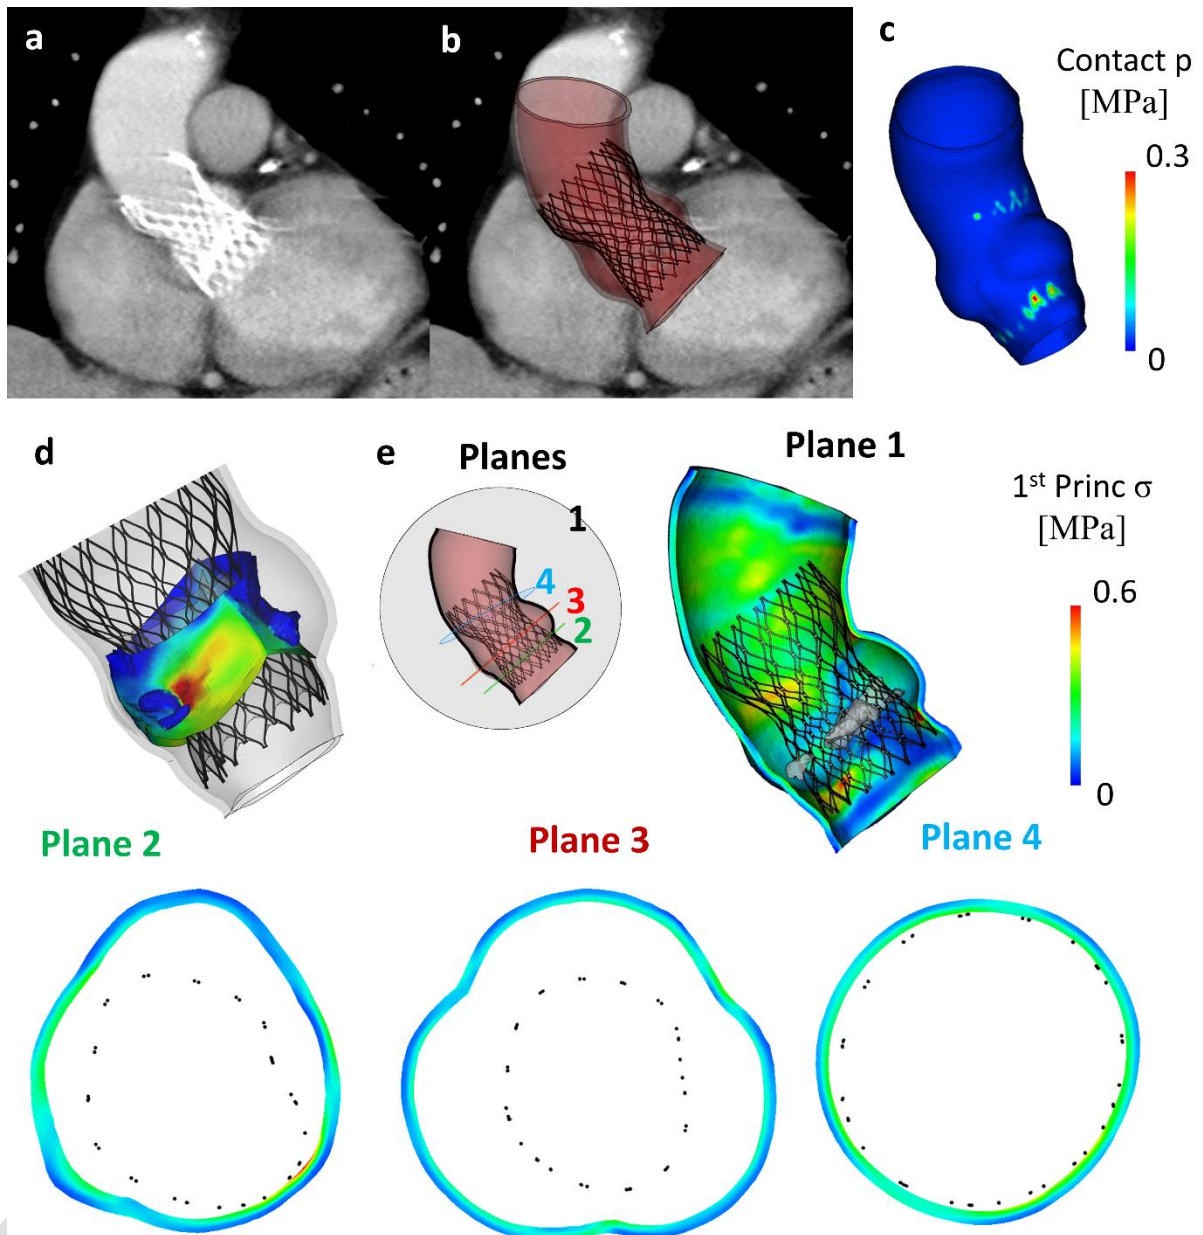 a
b
c
Contact p
[MPa]
0.3
0
d
e
Planes
1
4
3
2
Plane 1
1st Princ σ
[MPa]
0.6
0
Plane 2
Plane 3
Plane 4